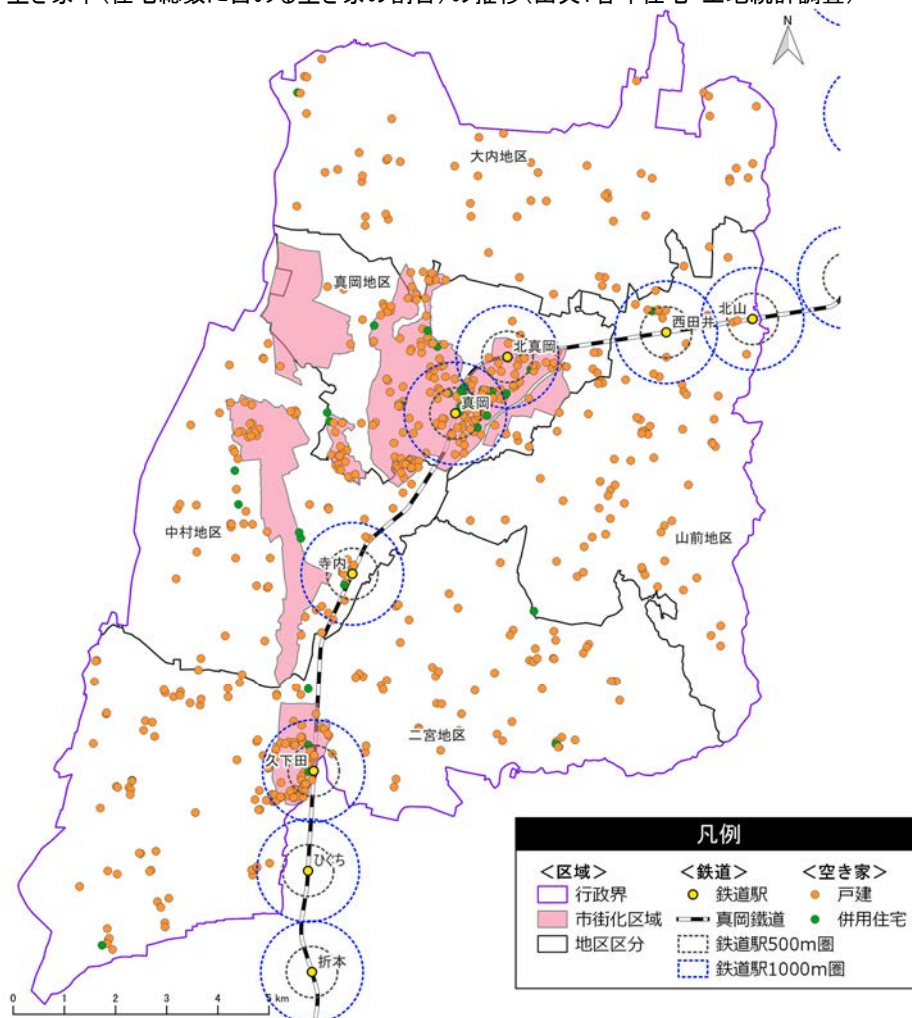 空き家率（住宅総数に占める空き家の割合）の推移（出典：各年住宅・土地統計調査）
N
大内地区
真岡地区
北山
西田井
北真岡
真岡
中村地区
山前地区
寺内
二宮地区
久下田
ひぐち
折本
0 1 2 3 4 5 km
凡例
＜区域＞ ＜鉄道＞ ＜空き家＞
行政界 鉄道駅 戸建
市街化区域 真岡鐵道 併用住宅
地区区分 鉄道駅500m圏
鉄道駅1000m圏